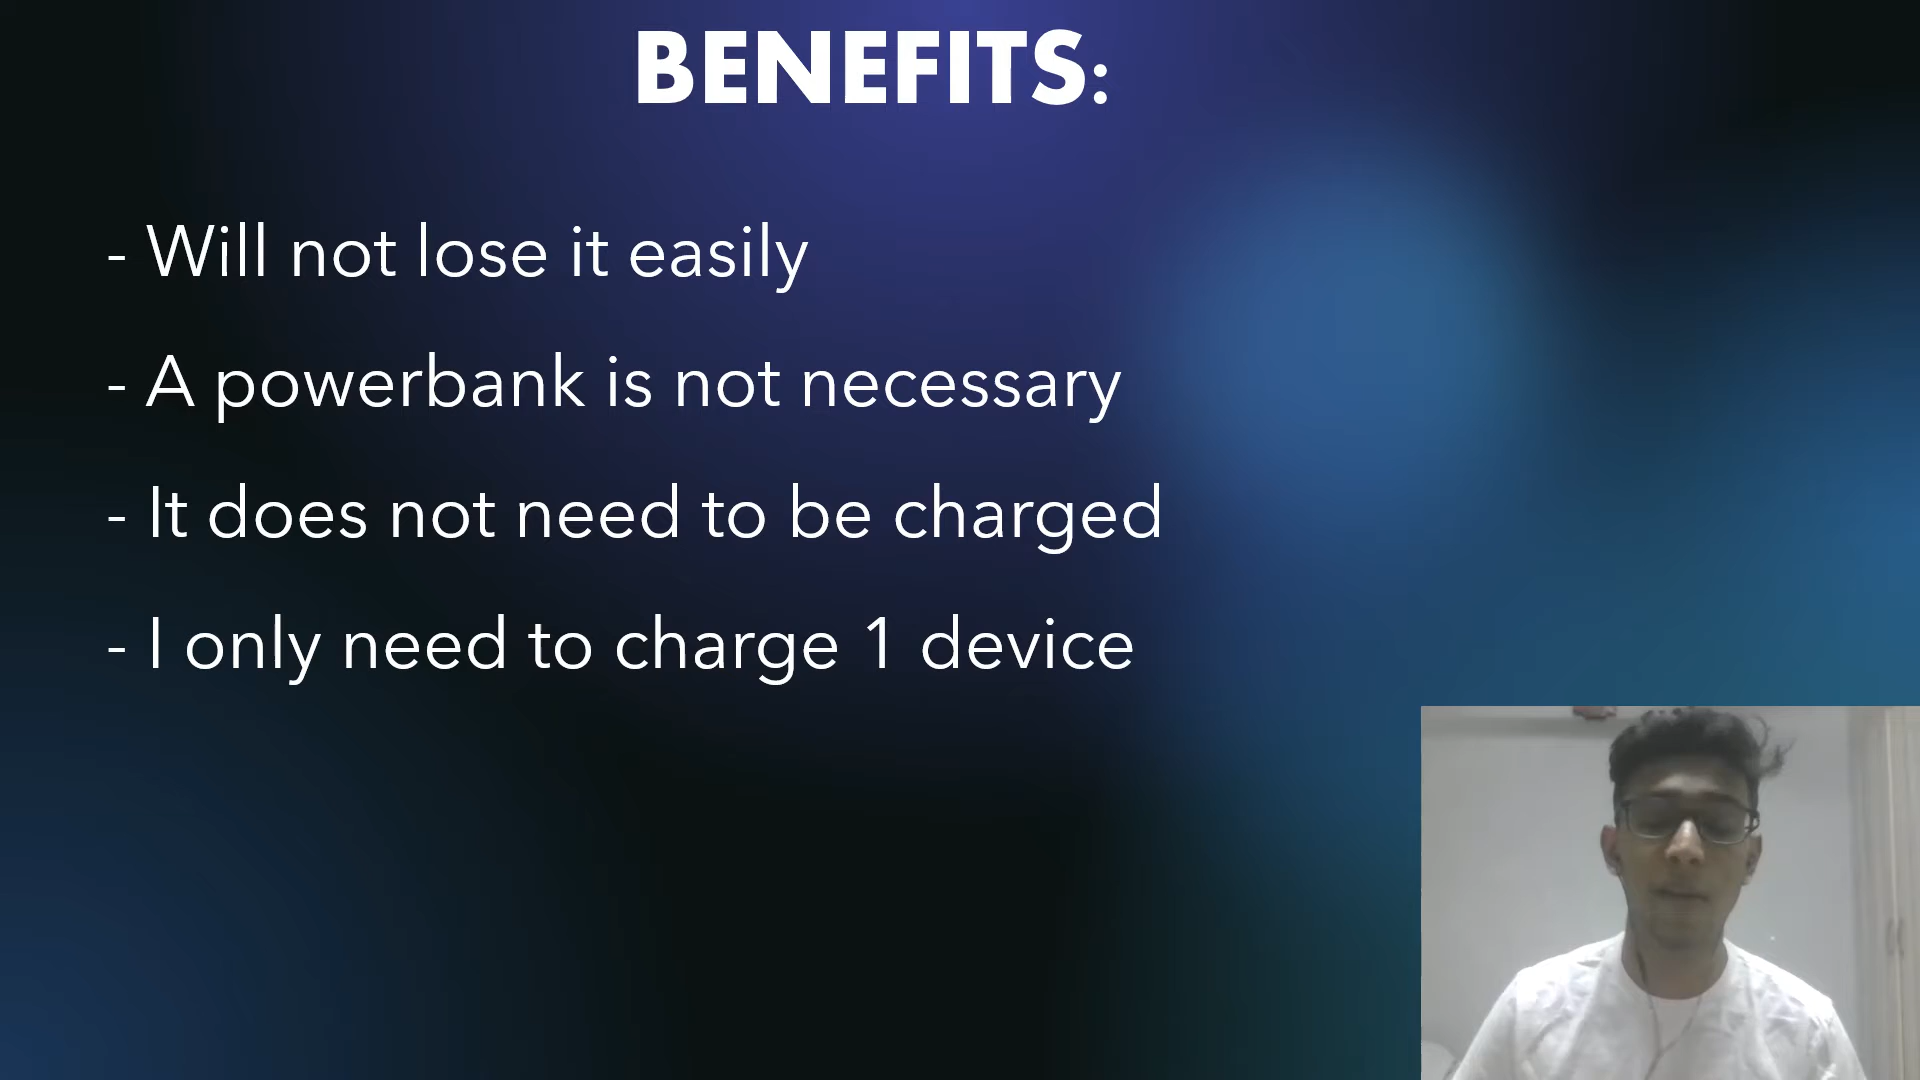 BENEFITS:
- Will not lose it easily
- A powerbank is not necessary
- It does not need to be charged
- I only need to charge 1 device